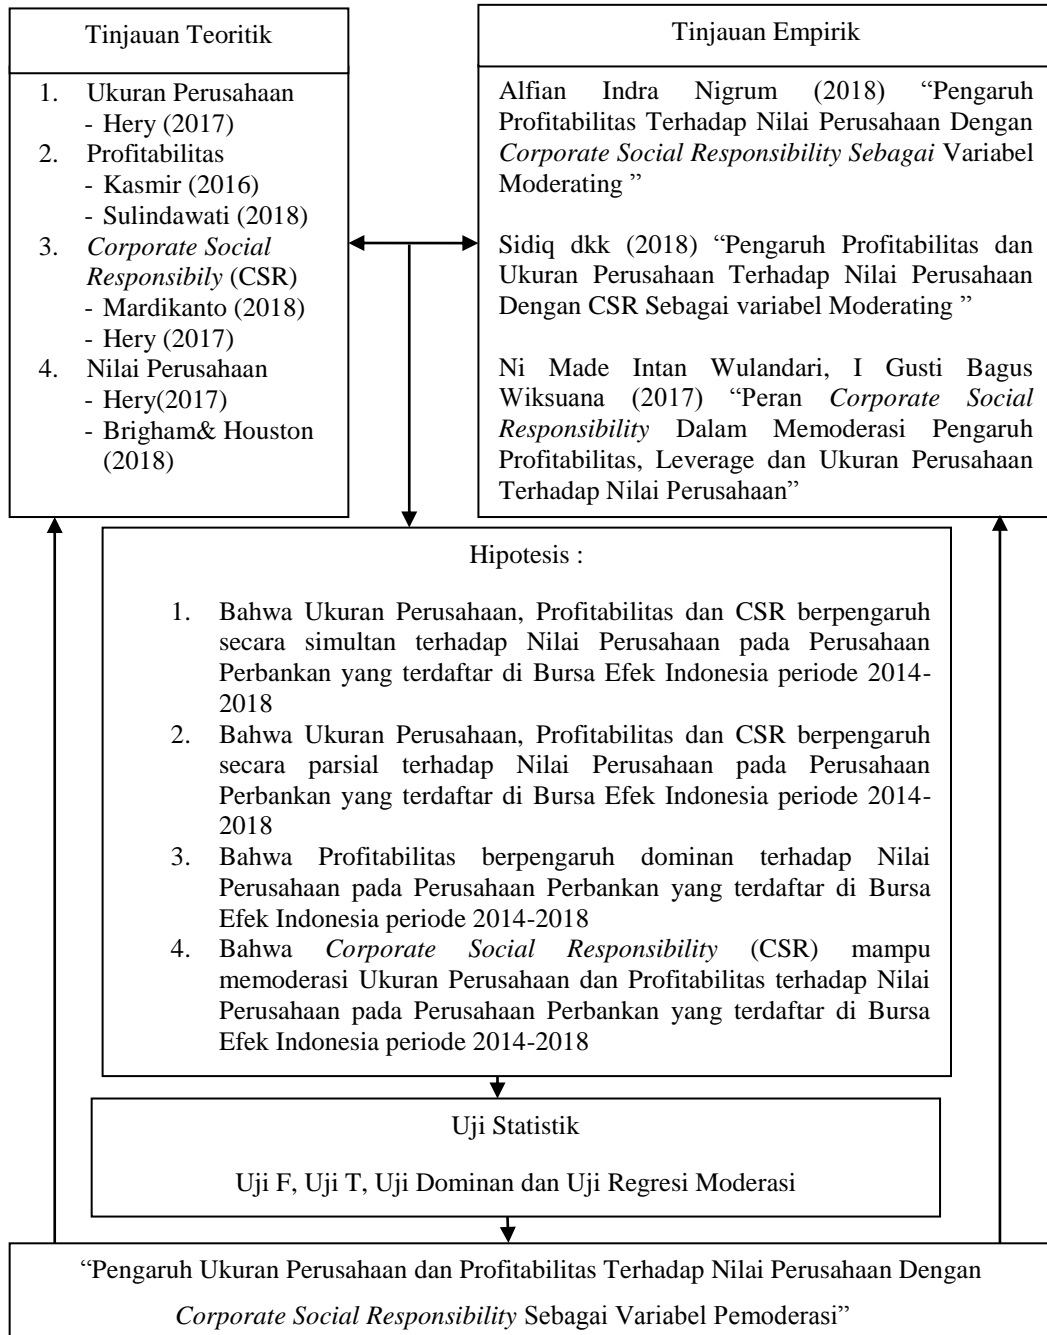 Tinjauan Teoritik
1. Ukuran Perusahaan
- Hery (2017)
2. Profitabilitas
- Kasmir (2016)
- Sulindawati (2018)
3. Corporate Social
Responsibily (CSR)
- Mardikanto (2018)
- Hery (2017)
4. Nilai Perusahaan
- Hery(2017)
- Brigham& Houston
(2018)
Tinjauan Empirik
Alfian Indra Nigrum (2018) “Pengaruh
Profitabilitas Terhadap Nilai Perusahaan Dengan
Corporate Social Responsibility Sebagai Variabel
Moderating ”
Sidiq dkk (2018) “Pengaruh Profitabilitas dan
Ukuran Perusahaan Terhadap Nilai Perusahaan
Dengan CSR Sebagai variabel Moderating ”
Ni Made Intan Wulandari, I Gusti Bagus
Wiksuana (2017) “Peran Corporate Social
Responsibility Dalam Memoderasi Pengaruh
Profitabilitas, Leverage dan Ukuran Perusahaan
Terhadap Nilai Perusahaan”
Hipotesis :
1. Bahwa Ukuran Perusahaan, Profitabilitas dan CSR berpengaruh
secara simultan terhadap Nilai Perusahaan pada Perusahaan
Perbankan yang terdaftar di Bursa Efek Indonesia periode 2014-
2018
2. Bahwa Ukuran Perusahaan, Profitabilitas dan CSR berpengaruh
secara parsial terhadap Nilai Perusahaan pada Perusahaan
Perbankan yang terdaftar di Bursa Efek Indonesia periode 2014-
2018
3. Bahwa Profitabilitas berpengaruh dominan terhadap Nilai
Perusahaan pada Perusahaan Perbankan yang terdaftar di Bursa
Efek Indonesia periode 2014-2018
4. Bahwa Corporate Social Responsibility (CSR) mampu
memoderasi Ukuran Perusahaan dan Profitabilitas terhadap Nilai
Perusahaan pada Perusahaan Perbankan yang terdaftar di Bursa
Efek Indonesia periode 2014-2018
Uji Statistik
Uji F, Uji T, Uji Dominan dan Uji Regresi Moderasi
“Pengaruh Ukuran Perusahaan dan Profitabilitas Terhadap Nilai Perusahaan Dengan
Corporate Social Responsibility Sebagai Variabel Pemoderasi”